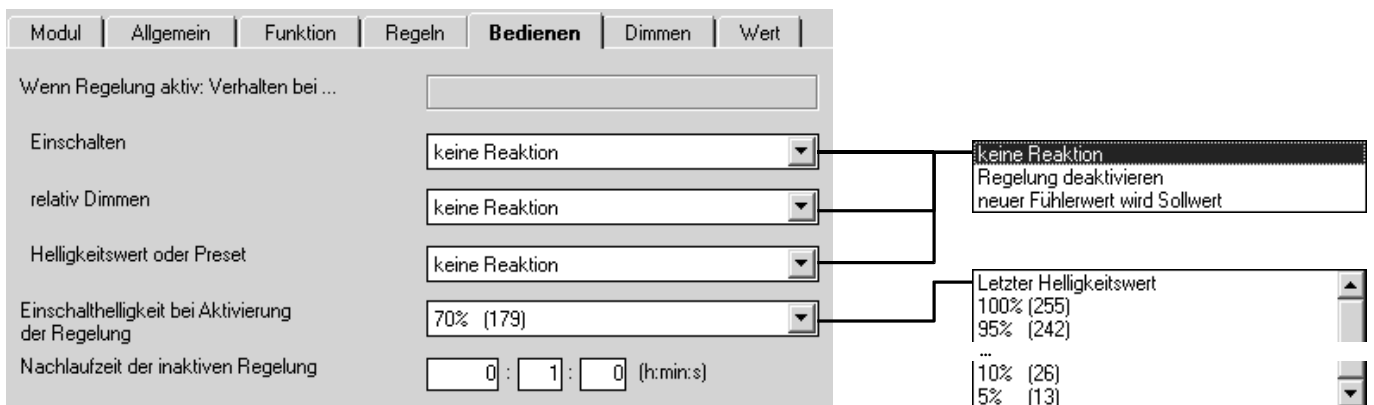 Modul Allgemein Funktion Regeln Bedienen Dimmen Wert
Wenn Regelung aktiv: Verhalten bei ...
Einschalten keine Reaktion
relativ Dimmen keine Reaktion
Helligkeitswert oder Preset keine Reaktion
Einschalthelligkeit bei Aktivierung
der Regelung
70% (179)
Nachlaufzeit der inaktiven Regelung 0 : 1 : 0 (h:min:s)
keine Reaktion
Regelung deaktivieren
neuer Fühlerwert wird Sollwert
Letzter Helligkeitswert
100% (255)
95% (242)
...
10% (26)
5% (13)